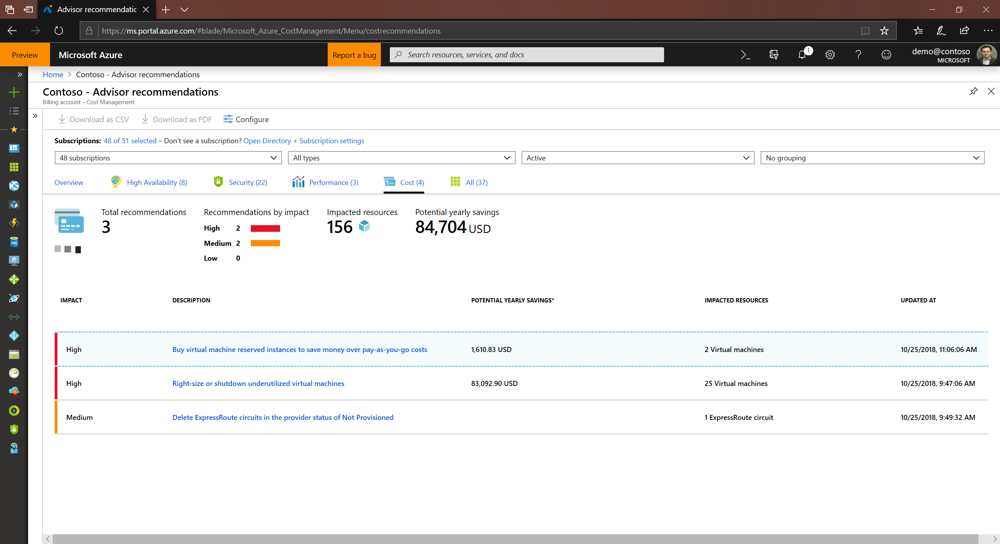 Advisor recommendatic
https://ms.portal.azure.com/#blade/Microsoft_Azure_CostManagement/Menu/costrecommendations
Preview
Microsoft Azure
Report a bug
Search resources, services, and docs
1
demo@contoso
MICROSOFT
Home > Contoso - Advisor recommendations
Contoso - Advisor recommendations
Billing account – Cost Management
Download as CSV
Download as PDF
Configure
Subscriptions: 48 of 51 selected – Don't see a subscription? Open Directory + Subscription settings
48 subscriptions
All types
Active
No grouping
Overview
High Availability (8)
Security (22)
Performance (3)
Cost (4)
All (37)
Total recommendations
3
Recommendations by impact
High 2
Medium 2
Low 0
Impacted resources
156
Potential yearly savings
84,704 USD
IMPACT DESCRIPTION POTENTIAL YEARLY SAVINGS* IMPACTED RESOURCES UPDATED AT
High Buy virtual machine reserved instances to save money over pay-as-you-go costs 1,610.83 USD 2 Virtual machines 10/25/2018, 11:06:06 AM
High Right-size or shutdown underutilized virtual machines 83,092.90 USD 25 Virtual machines 10/25/2018, 9:47:06 AM
Medium Delete ExpressRoute circuits in the provider status of Not Provisioned 1 ExpressRoute circuit 10/25/2018, 9:49:32 AM
SQL